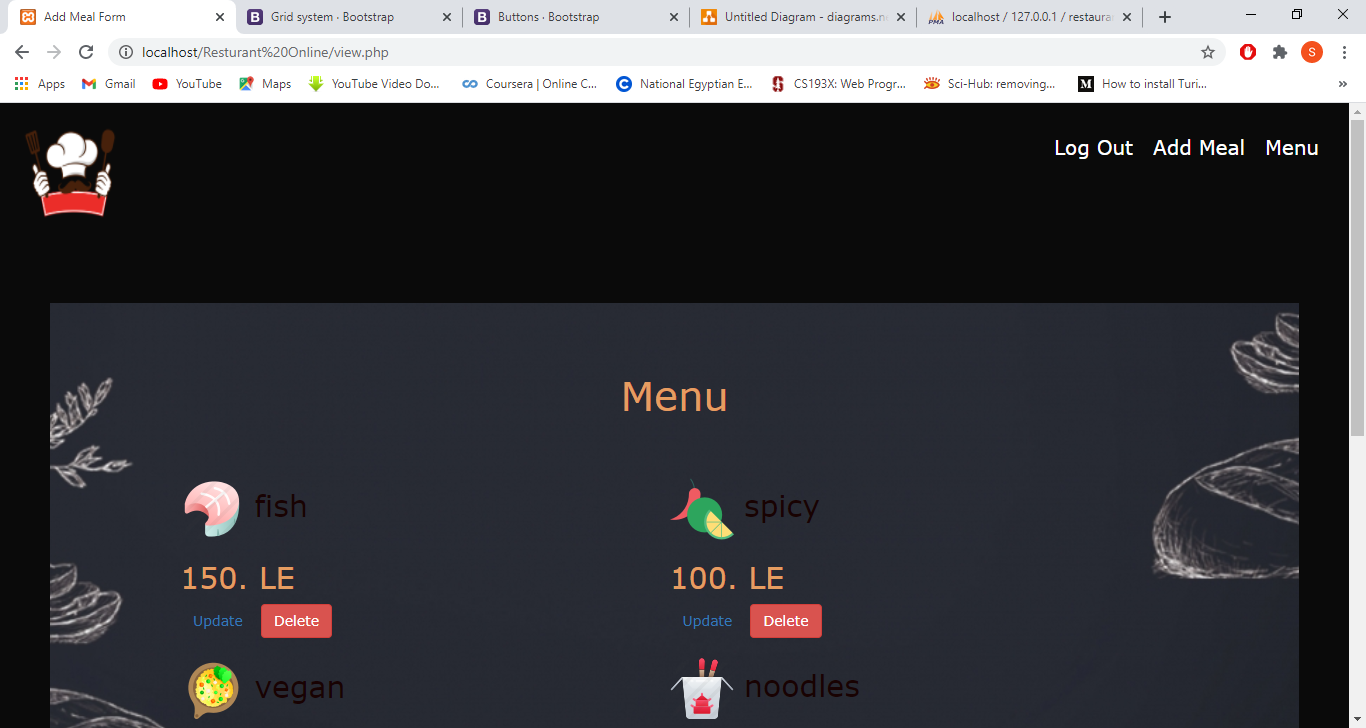 Add Meal Form
Grid system · Bootstrap
Buttons · Bootstrap
Untitled Diagram - diagrams.ne
localhost / 127.0.0.1 / restauran
localhost/Resturant%20Online/view.php
S
Apps
Gmail
YouTube
Maps
YouTube Video Do...
Coursera | Online C...
National Egyptian E...
CS193X: Web Progr...
Sci-Hub: removing...
How to install Turi...
Log Out Add Meal Menu
Menu
fish
spicy
150. LE
100. LE
Update Delete
Update Delete
vegan
noodles